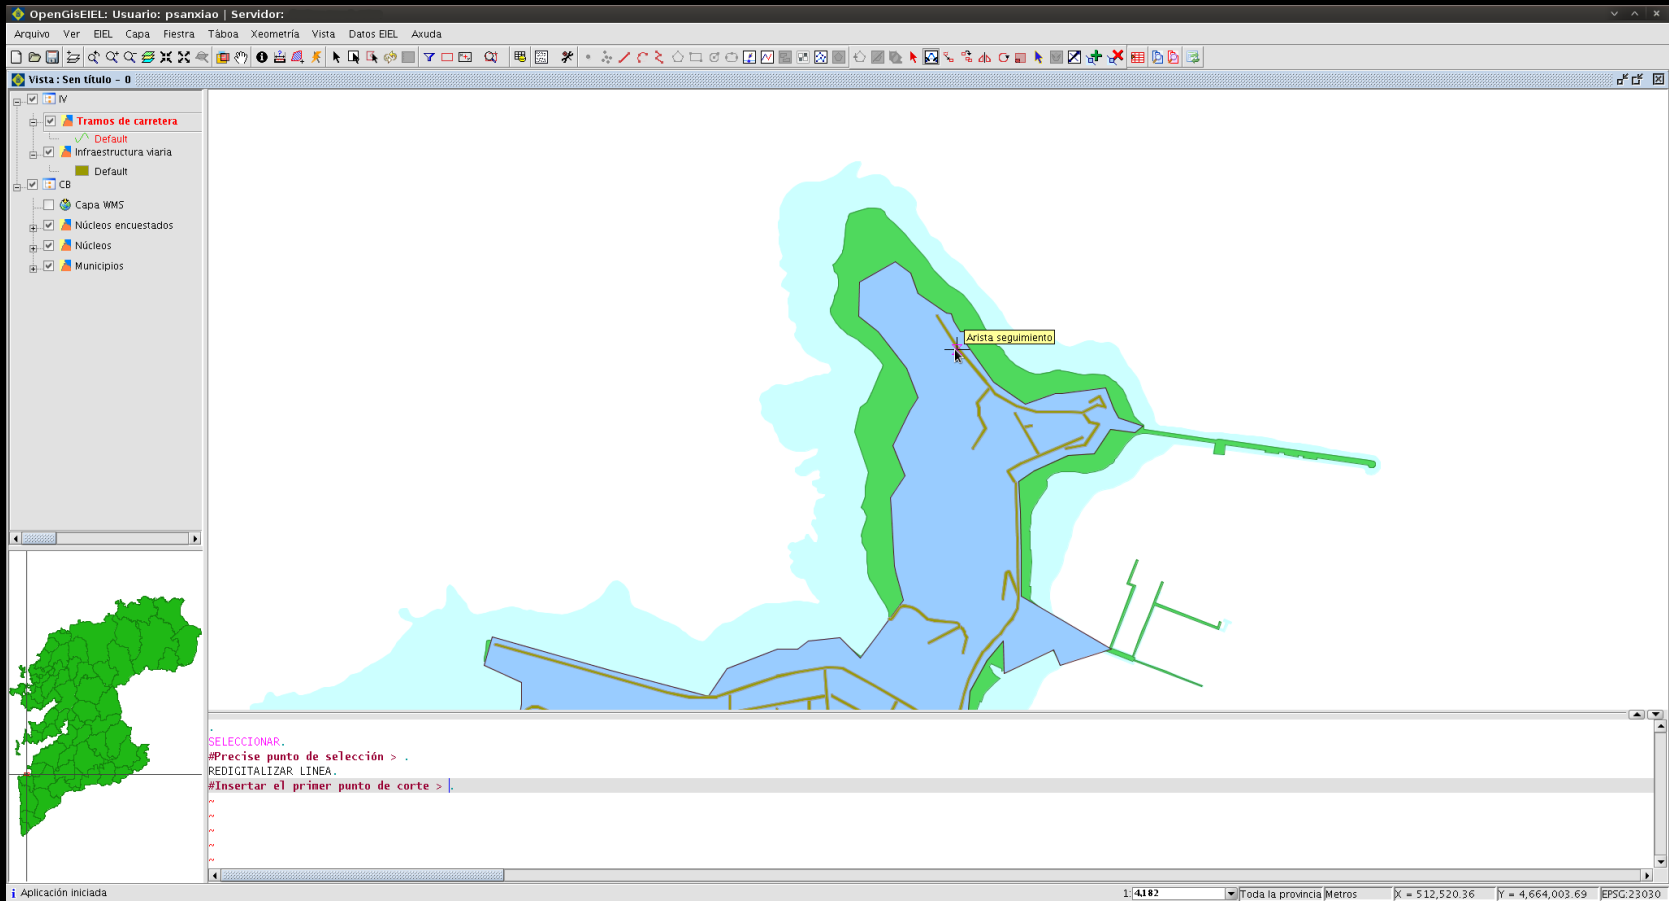 OpenGisEIEL: Usuario: psanxiao | Servidor:
Arquivo Ver EIEL Capa Fiestra Táboa Xeometría Vista Datos EIEL Axuda
Vista : Sen título - 0
IV
Tramos de carretera
Default
Infraestructura viaria
Default
CB
Capa WMS
Núcleos encuestados
Núcleos
Municipios
Arista seguimiento
.
SELECCIONAR.
#Precise punto de selección > .
REDIGITALIZAR LINEA.
#Insertar el primer punto de corte > .
~
~
~
~
~
Aplicación iniciada
1: 4,182 Toda la provincia Metros X = 512,520.36 Y = 4,664,003.69 EPSG:23030